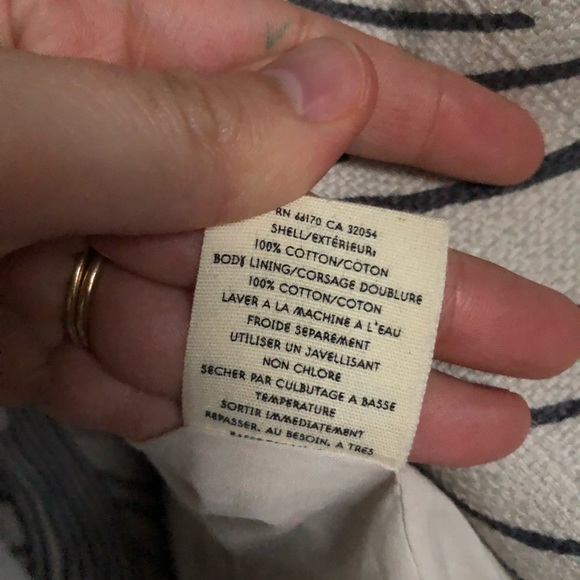 RN 66170 CA 32054
SHELL/EXTÉRIEUR:
100% COTTON/COTON
BODY LINING/CORSAGE DOUBLURE
100% COTTON/COTON
LAVER A LA MACHINE A L'EAU
FROIDE SEPAREMENT
UTILISER UN JAVELLISANT
NON CHLORE
SECHER PAR CULBUTAGE A BASSE
TEMPERATURE
SORTIR IMMEDIATEMENT
REPASSER, AU BESOIN, A TRES